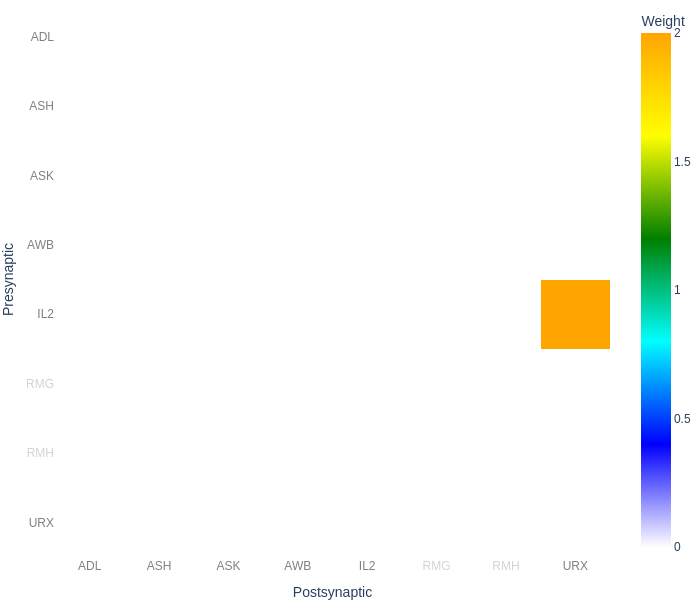 Weight
ADL
ASH
ASK
AWB
IL2
RMG
RMH
URX
Presynaptic
ADL ASH ASK AWB IL2 RMG RMH URX
Postsynaptic
2
1.5
1
0.5
0